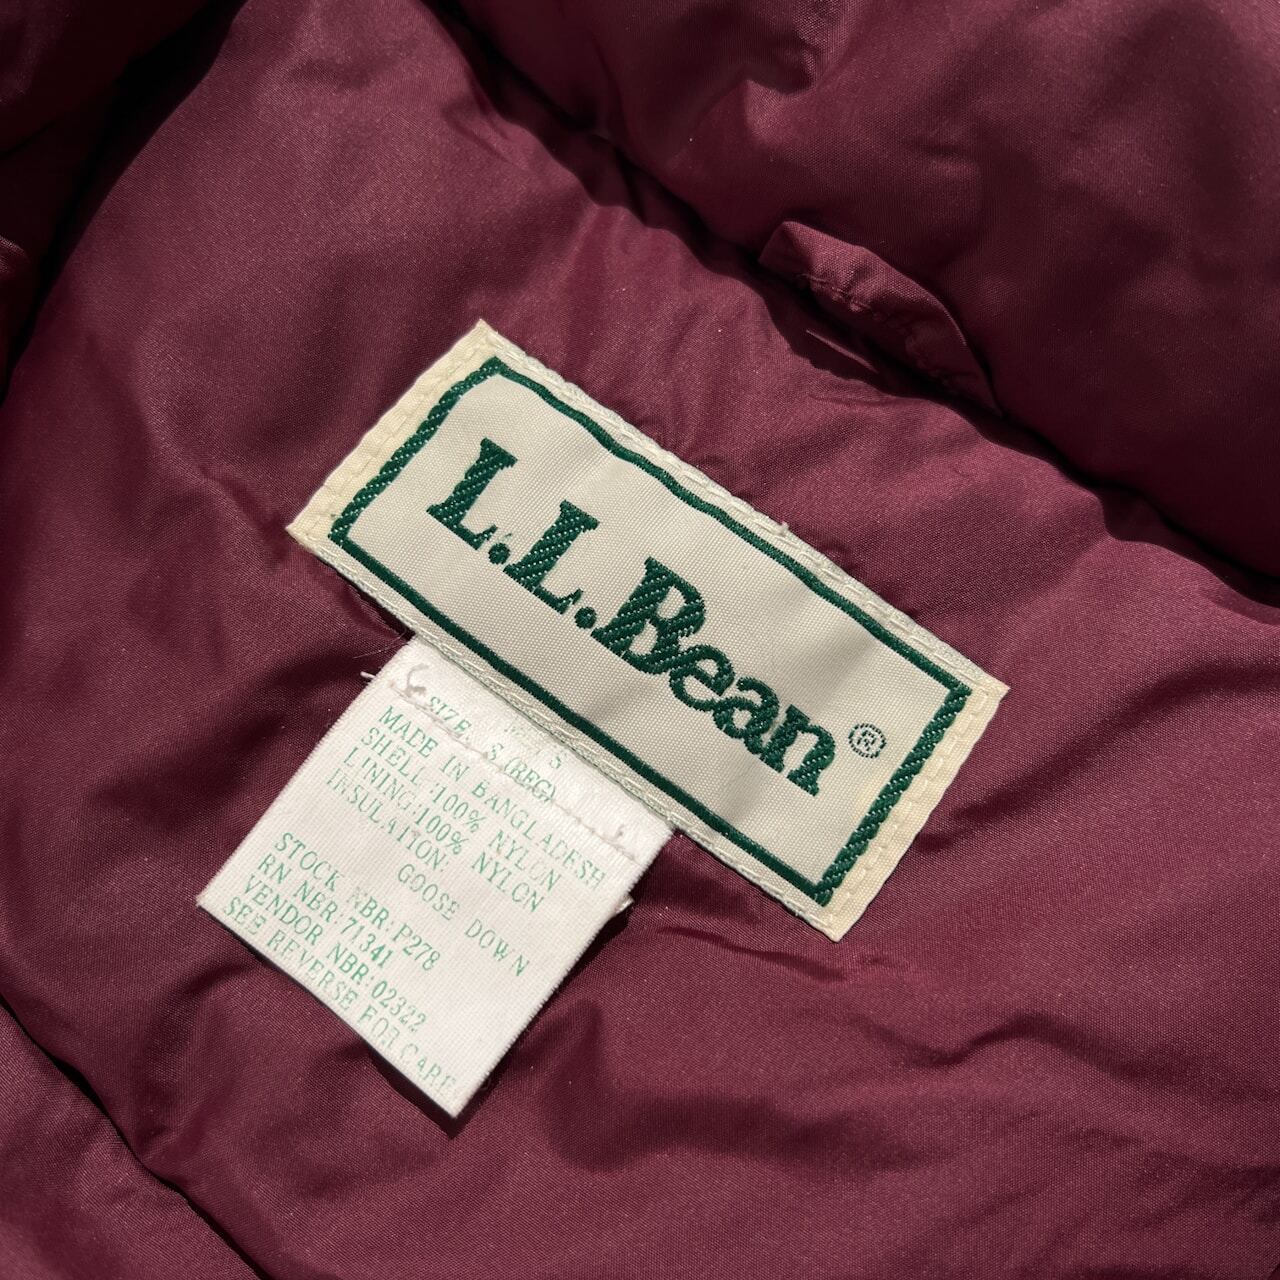 L.L.Bean®
SIZE: S (REG)
MADE IN BANGLADESH
SHELL:100% NYLON
LINING:100% NYLON
INSULATION:
GOOSE DOWN
STOCK NBR:P278
RN NBR:71341
VENDOR NBR:02322
SEE REVERSE FOR CARE